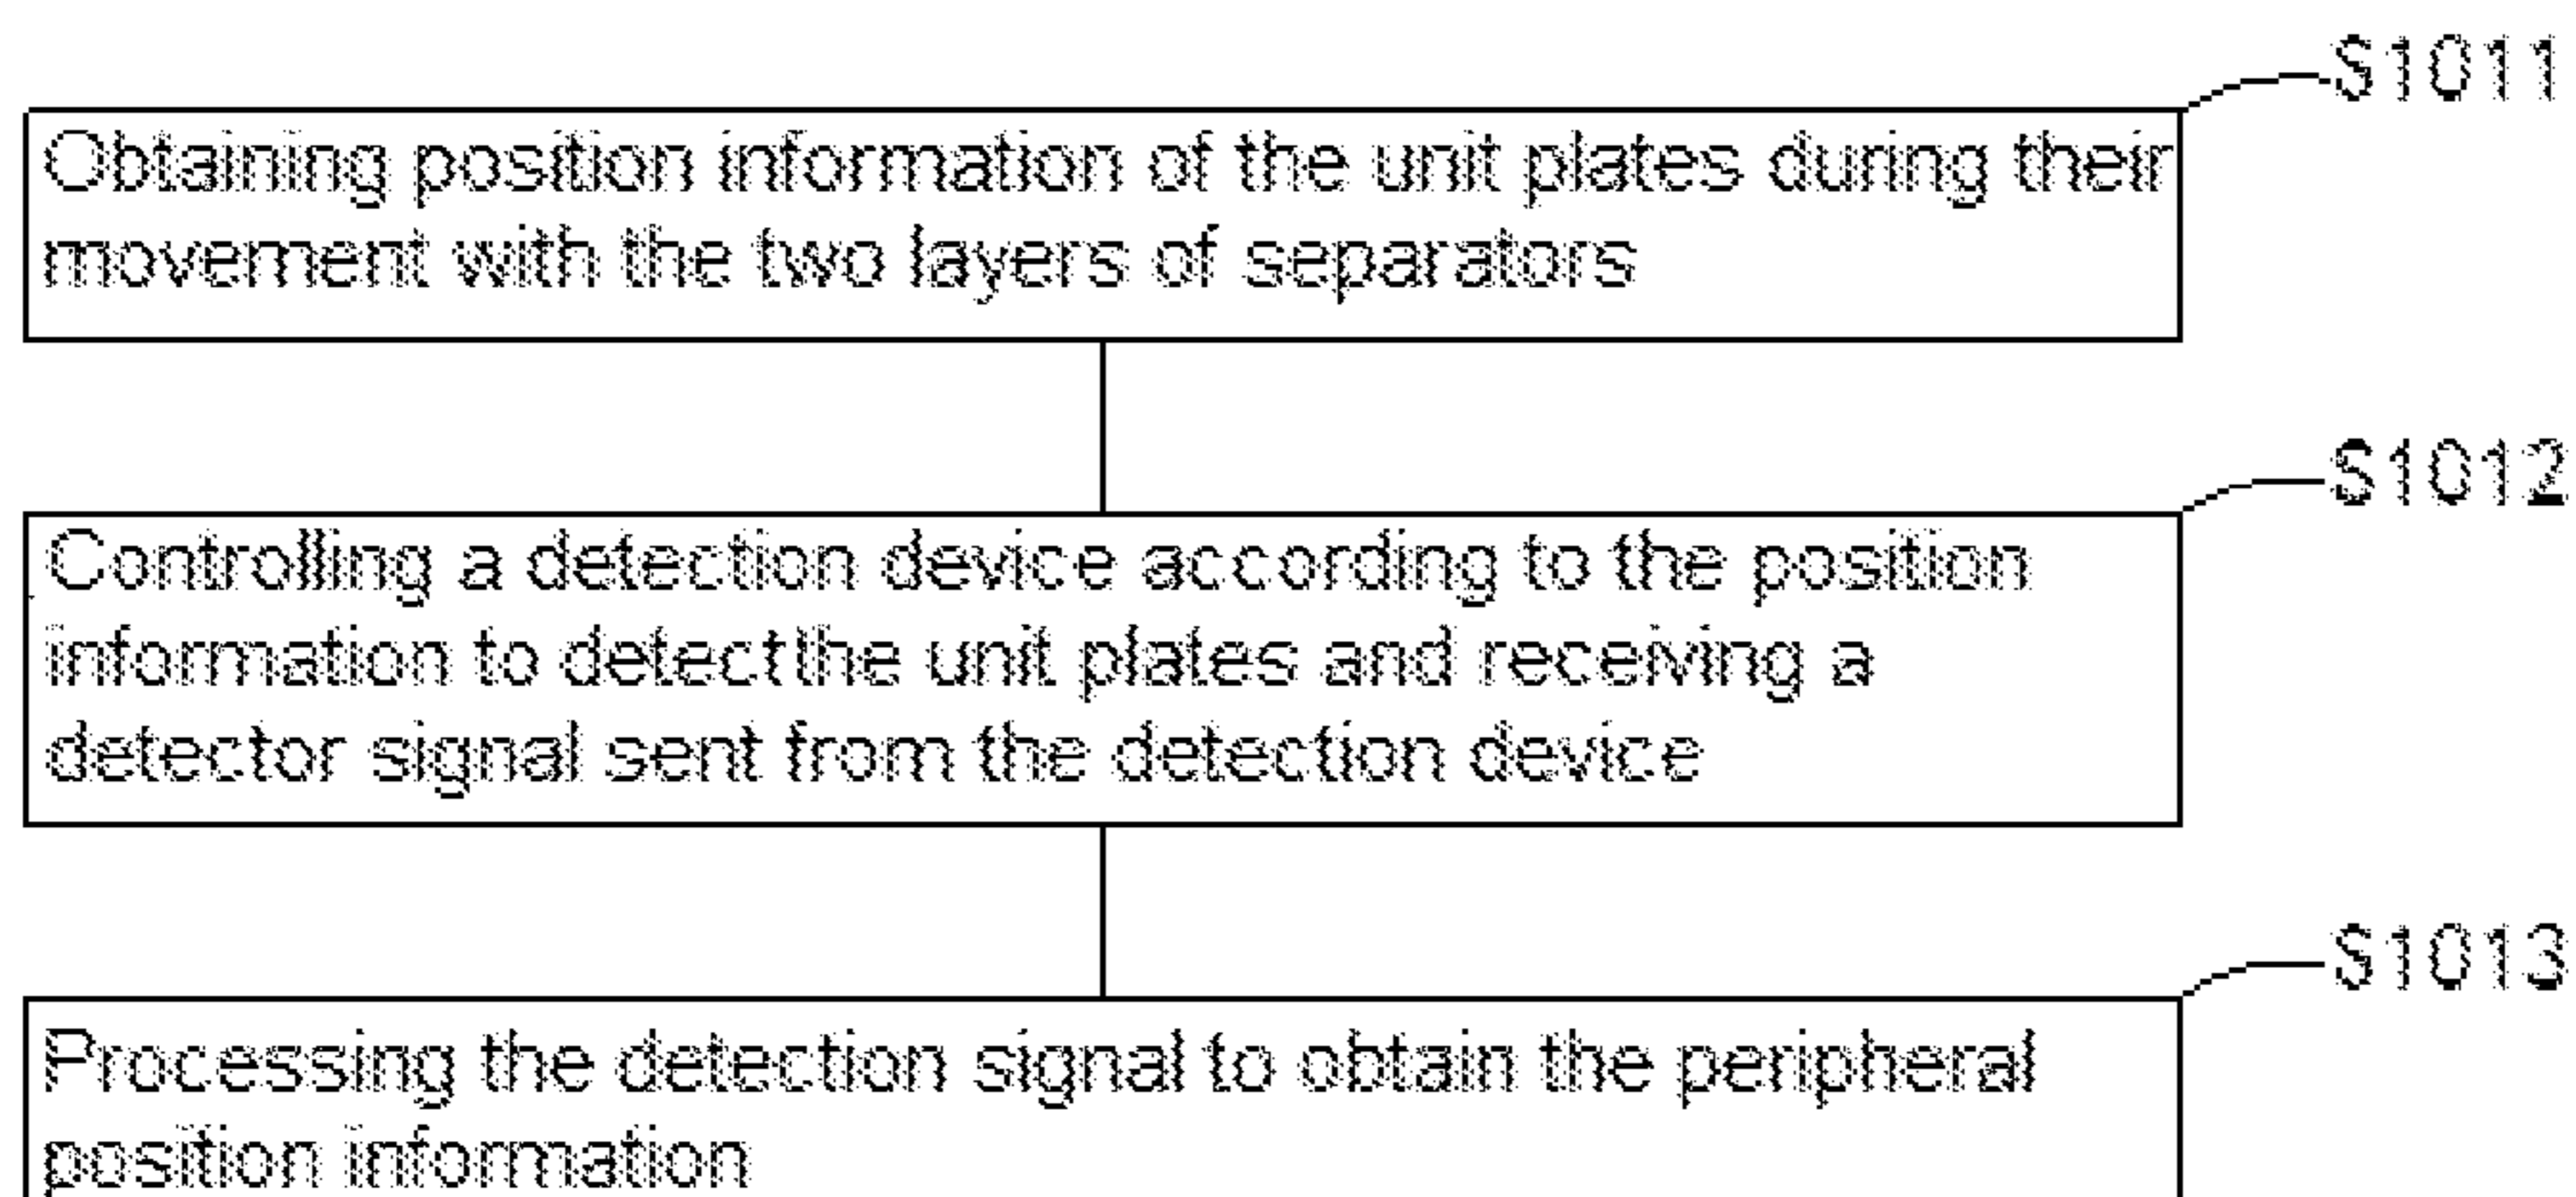 S1011
Obtaining position information of the unit plates during their
movement with the two layers of separators
S1012
Controlling a detection device according to the position
information to detect the unit plates and receiving a
detector signal sent from the detection device
S1013
Processing the detection signal to obtain the peripheral
position information